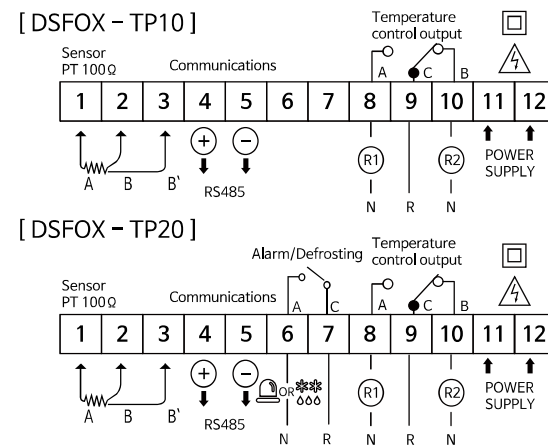 [ DSFOX – TP10 ]
Sensor
PT 100Ω
Communications
Temperature
control output
A C B
1 2 3 4 5 6 7 8 9 10 11 12
+ −
A B B'
RS485
R1 R2
N R N
POWER
SUPPLY
[ DSFOX – TP20 ]
Sensor
PT 100Ω
Communications
Alarm/Defrosting
Temperature
control output
A C A C B
1 2 3 4 5 6 7 8 9 10 11 12
+ −
OR
A B B'
RS485
R1 R2
N R N R N
POWER
SUPPLY